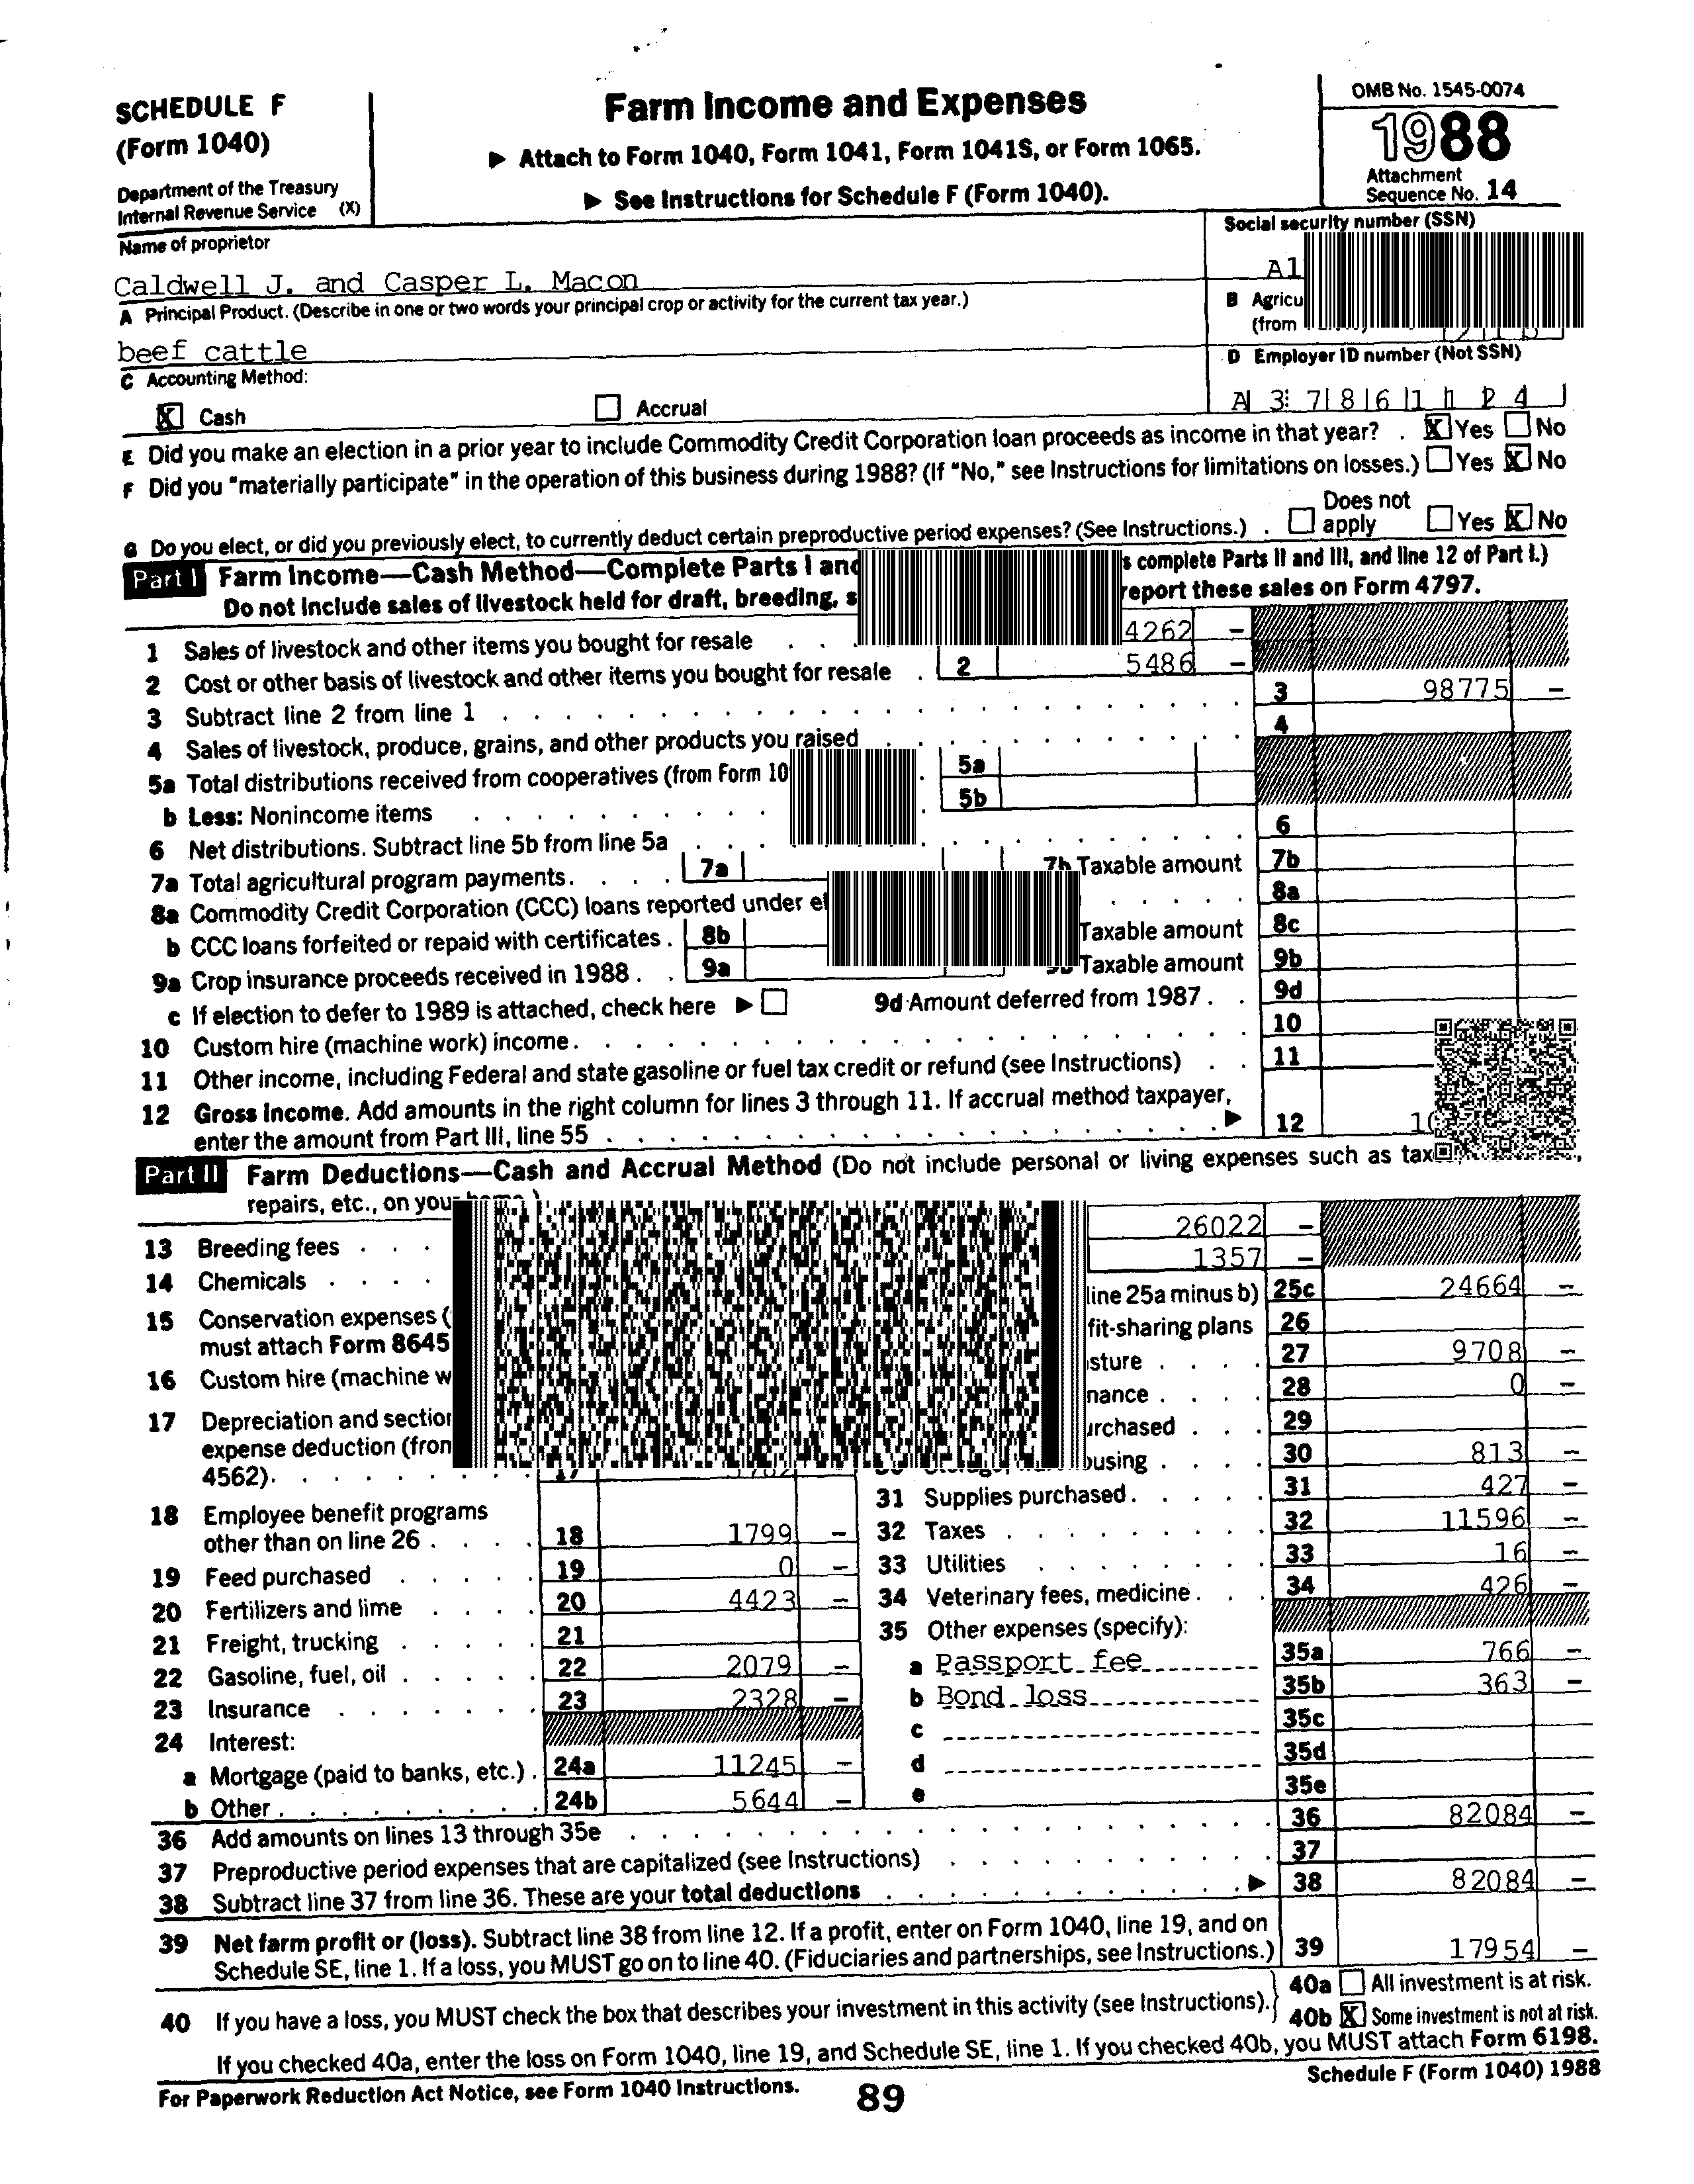 SCHEDULE F
(Form 1040)
Department of the Treasury
Internal Revenue Service (X)
Farm Income and Expenses
▶ Attach to Form 1040, Form 1041, Form 1041S, or Form 1065.
▶ See Instructions for Schedule F (Form 1040).
OMB No. 1545-0074
1988
Attachment
Sequence No. 14
Name of proprietor
Caldwell J. and Casper L. Macon
Social security number (SSN)
A1
A Principal Product. (Describe in one or two words your principal crop or activity for the current tax year.)
beef cattle
B Agricu
(from
C Accounting Method:
X Cash
Accrual
D Employer ID number (Not SSN)
A 3 7 8 6 1 1 2 4
E Did you make an election in a prior year to include Commodity Credit Corporation loan proceeds as income in that year? . X Yes No
F Did you "materially participate" in the operation of this business during 1988? (If "No," see Instructions for limitations on losses.) Yes X No
G Do you elect, or did you previously elect, to currently deduct certain preproductive period expenses? (See Instructions.) . Does not apply Yes X No
Part I Farm Income—Cash Method—Complete Parts I and s complete Parts II and III, and line 12 of Part I.)
Do not include sales of livestock held for draft, breeding, s report these sales on Form 4797.
1 Sales of livestock and other items you bought for resale . . . 4262 –
2 Cost or other basis of livestock and other items you bought for resale . 2 5486 –
3 Subtract line 2 from line 1 . . . 3 98775 –
4 Sales of livestock, produce, grains, and other products you raised . . . 4
5a Total distributions received from cooperatives (from Form 10 . 5a
b Less: Nonincome items . . . 5b
6 Net distributions. Subtract line 5b from line 5a . . . 6
7a Total agricultural program payments. . . . 7a 7b Taxable amount 7b
8a Commodity Credit Corporation (CCC) loans reported under el . . . 8a
b CCC loans forfeited or repaid with certificates . 8b Taxable amount 8c
9a Crop insurance proceeds received in 1988 . . 9a 9b Taxable amount 9b
c If election to defer to 1989 is attached, check here ▶ 9d Amount deferred from 1987 . . 9d
10 Custom hire (machine work) income. . . . 10
11 Other income, including Federal and state gasoline or fuel tax credit or refund (see Instructions) . . 11
12 Gross Income. Add amounts in the right column for lines 3 through 11. If accrual method taxpayer,
enter the amount from Part III, line 55 . . . ▶ 12 10
Part II Farm Deductions—Cash and Accrual Method (Do not include personal or living expenses such as tax
repairs, etc., on your home.)
13 Breeding fees . . .
14 Chemicals . . . .
15 Conservation expenses (
must attach Form 8645
16 Custom hire (machine w
17 Depreciation and section
expense deduction (from
4562). . . . 17
18 Employee benefit programs
other than on line 26 . . . . 18 1799 –
19 Feed purchased . . . . . 19 0 –
20 Fertilizers and lime . . . . 20 4423 –
21 Freight, trucking . . . . . 21
22 Gasoline, fuel, oil . . . . . 22 2079 –
23 Insurance . . . . . . 23 2328 –
24 Interest:
a Mortgage (paid to banks, etc.) . 24a 11245 –
b Other . . . . . 24b 5644 –
26022 –
1357 –
line 25a minus b) 25c 24664 –
fit-sharing plans 26
sture . . . . 27 9708 –
nance . . . . 28 0 –
urchased . . . 29
ousing . . . . 30 813 –
31 Supplies purchased. . . . . 31 427 –
32 Taxes . . . . 32 11596 –
33 Utilities . . . . 33 16 –
34 Veterinary fees, medicine . . . 34 426 –
35 Other expenses (specify):
a Passport fee 35a 766 –
b Bond loss 35b 363 –
c 35c
d 35d
e 35e
36 Add amounts on lines 13 through 35e . . . 36 82084 –
37 Preproductive period expenses that are capitalized (see Instructions) . . . 37
38 Subtract line 37 from line 36. These are your total deductions . . . ▶ 38 82084 –
39 Net farm profit or (loss). Subtract line 38 from line 12. If a profit, enter on Form 1040, line 19, and on
Schedule SE, line 1. If a loss, you MUST go on to line 40. (Fiduciaries and partnerships, see Instructions.) 39 17954 –
40 If you have a loss, you MUST check the box that describes your investment in this activity (see Instructions).
40a All investment is at risk.
40b X Some investment is not at risk.
If you checked 40a, enter the loss on Form 1040, line 19, and Schedule SE, line 1. If you checked 40b, you MUST attach Form 6198.
For Paperwork Reduction Act Notice, see Form 1040 Instructions.
89
Schedule F (Form 1040) 1988